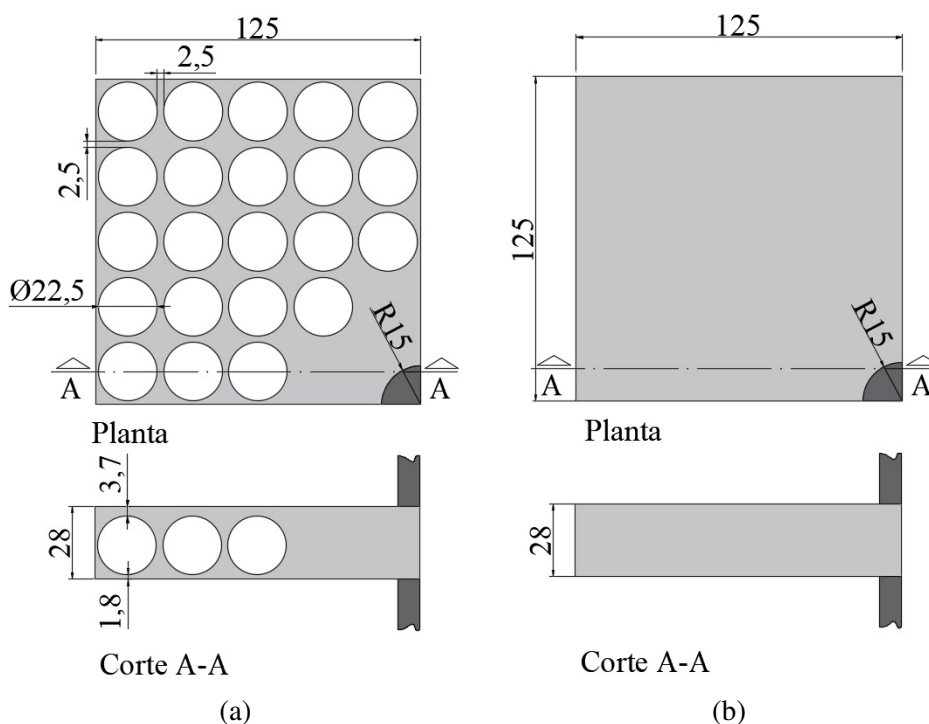 125
2,5
2,5
Ø22,5
R15
A
A
Planta
3,7
28
1,8
Corte A-A
(a)
125
125
R15
A
A
Planta
28
Corte A-A
(b)